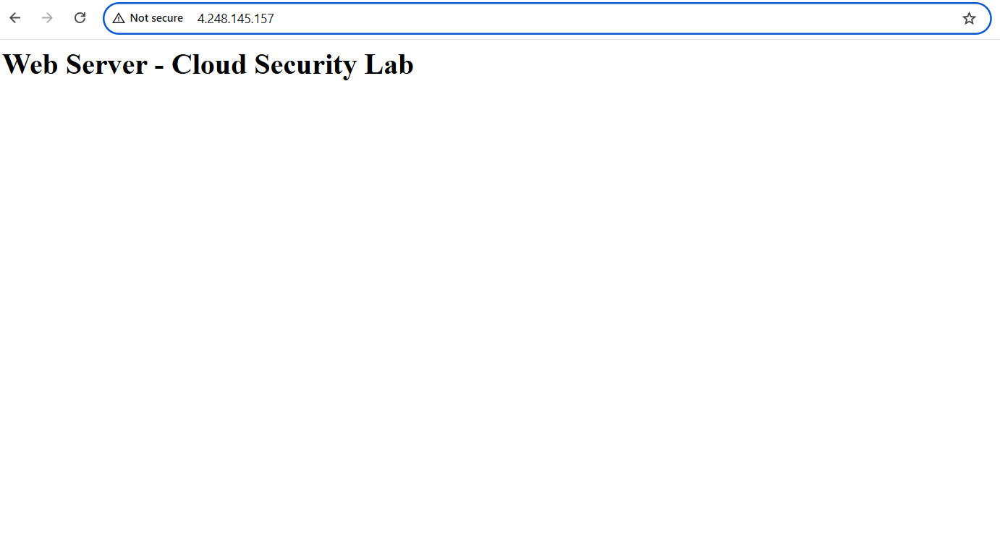 Not secure 4.248.145.157
Web Server - Cloud Security Lab